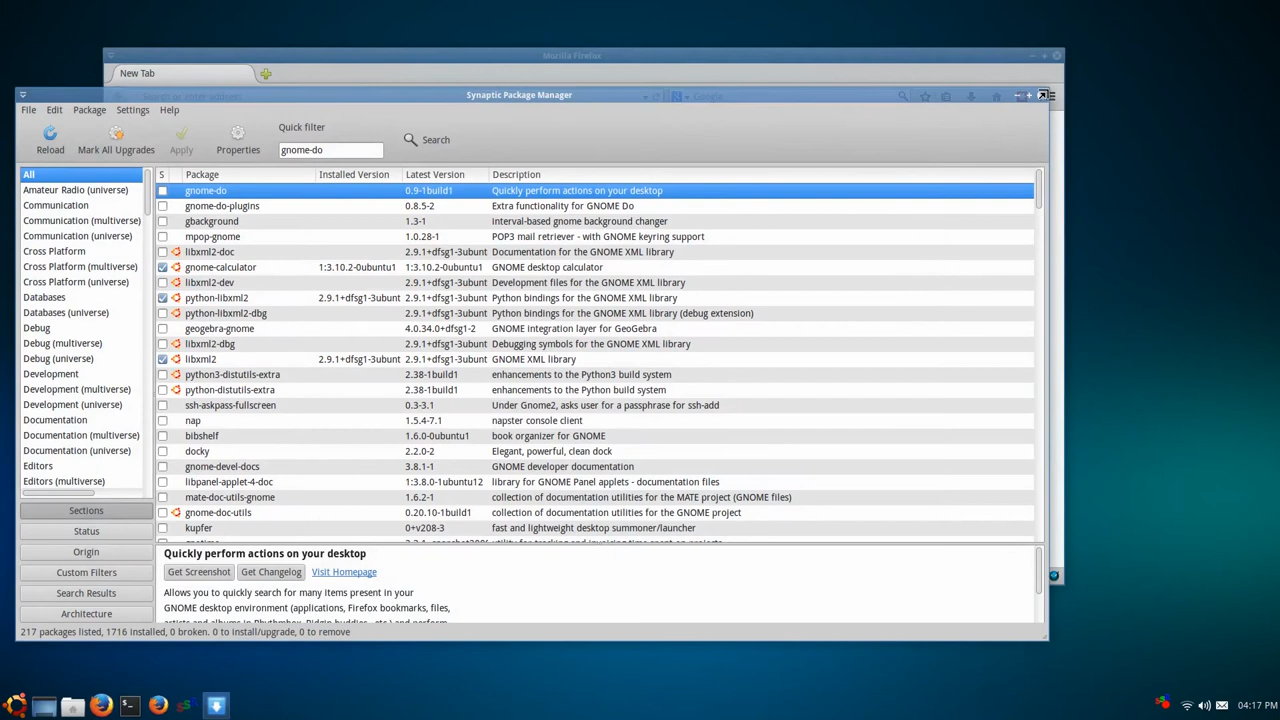 Mozilla Firefox
New Tab
Search or enter address
Google
Synaptic Package Manager
File Edit Package Settings Help
Quick filter
Reload Mark All Upgrades Apply Properties gnome-do Search
All
Amateur Radio (universe)
Communication
Communication (multiverse)
Communication (universe)
Cross Platform
Cross Platform (multiverse)
Cross Platform (universe)
Databases
Databases (universe)
Debug
Debug (multiverse)
Debug (universe)
Development
Development (multiverse)
Development (universe)
Documentation
Documentation (multiverse)
Documentation (universe)
Editors
Editors (multiverse)
Sections
Status
Origin
Custom Filters
Search Results
Architecture
S Package Installed Version Latest Version Description
gnome-do 0.9-1build1 Quickly perform actions on your desktop
gnome-do-plugins 0.8.5-2 Extra functionality for GNOME Do
gbackground 1.3-1 interval-based gnome background changer
mpop-gnome 1.0.28-1 POP3 mail retriever - with GNOME keyring support
libxml2-doc 2.9.1+dfsg1-3ubunt Documentation for the GNOME XML library
gnome-calculator 1:3.10.2-0ubuntu1 1:3.10.2-0ubuntu1 GNOME desktop calculator
libxml2-dev 2.9.1+dfsg1-3ubunt Development files for the GNOME XML library
python-libxml2 2.9.1+dfsg1-3ubunt 2.9.1+dfsg1-3ubunt Python bindings for the GNOME XML library
python-libxml2-dbg 2.9.1+dfsg1-3ubunt Python bindings for the GNOME XML library (debug extension)
geogebra-gnome 4.0.34.0+dfsg1-2 GNOME integration layer for GeoGebra
libxml2-dbg 2.9.1+dfsg1-3ubunt Debugging symbols for the GNOME XML library
libxml2 2.9.1+dfsg1-3ubunt 2.9.1+dfsg1-3ubunt GNOME XML library
python3-distutils-extra 2.38-1build1 enhancements to the Python3 build system
python-distutils-extra 2.38-1build1 enhancements to the Python build system
ssh-askpass-fullscreen 0.3-3.1 Under Gnome2, asks user for a passphrase for ssh-add
nap 1.5.4-7.1 napster console client
bibshelf 1.6.0-0ubuntu1 book organizer for GNOME
docky 2.2.0-2 Elegant, powerful, clean dock
gnome-devel-docs 3.8.1-1 GNOME developer documentation
libpanel-applet-4-doc 1:3.8.0-1ubuntu12 library for GNOME Panel applets - documentation files
mate-doc-utils-gnome 1.6.2-1 collection of documentation utilities for the MATE project (GNOME files)
gnome-doc-utils 0.20.10-1build1 collection of documentation utilities for the GNOME project
kupfer 0+v208-3 fast and lightweight desktop summoner/launcher
Quickly perform actions on your desktop
Get Screenshot Get Changelog Visit Homepage
Allows you to quickly search for many items present in your
GNOME desktop environment (applications, Firefox bookmarks, files,
217 packages listed, 1716 installed, 0 broken. 0 to install/upgrade, 0 to remove
04:17 PM